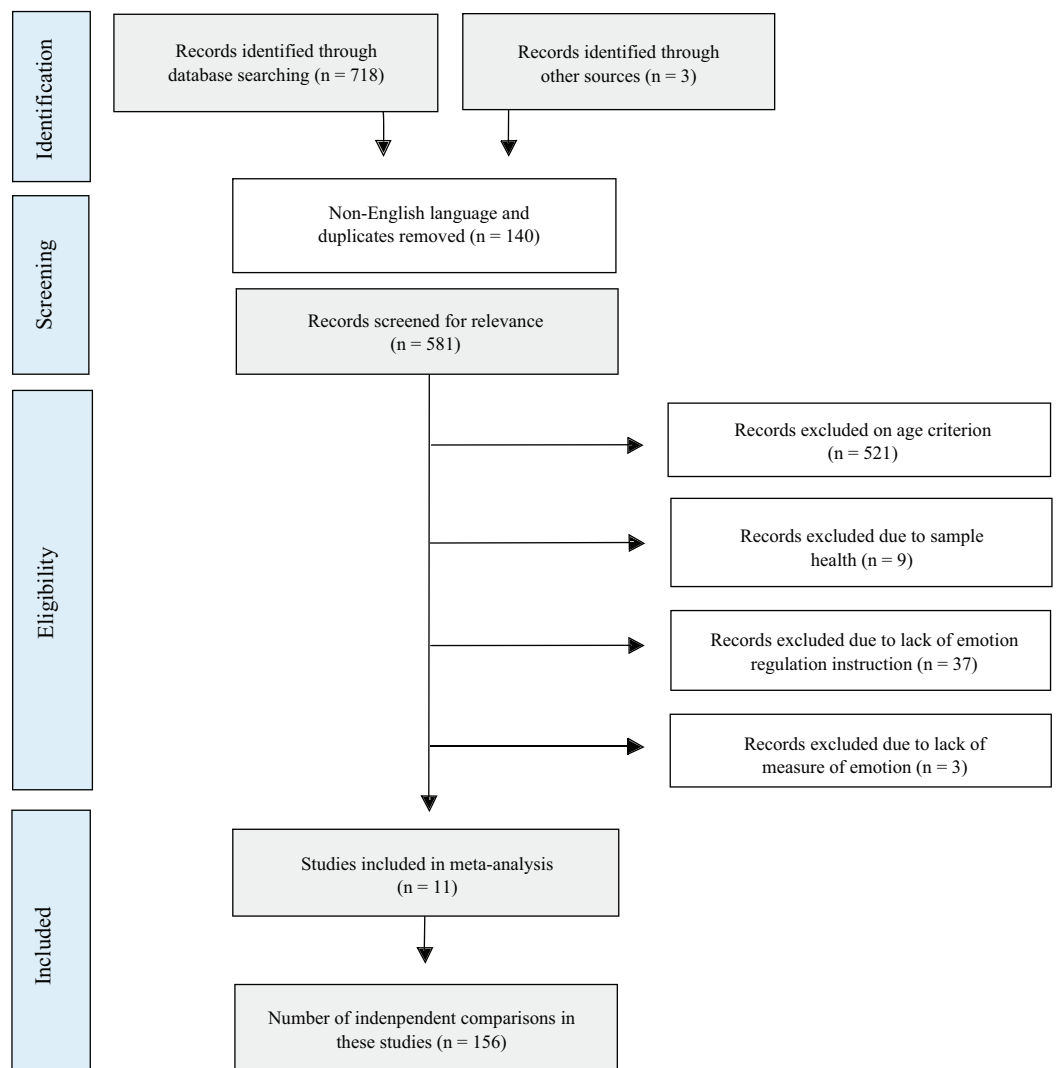 Identification
Records identified through
database searching (n = 718)
Records identified through
other sources (n = 3)
Screening
Non-English language and
duplicates removed (n = 140)
Records screened for relevance
(n = 581)
Eligibility
Records excluded on age criterion
(n = 521)
Records excluded due to sample
health (n = 9)
Records excluded due to lack of emotion
regulation instruction (n = 37)
Records excluded due to lack of
measure of emotion (n = 3)
Included
Studies included in meta-analysis
(n = 11)
Number of indenpendent comparisons in
these studies (n = 156)